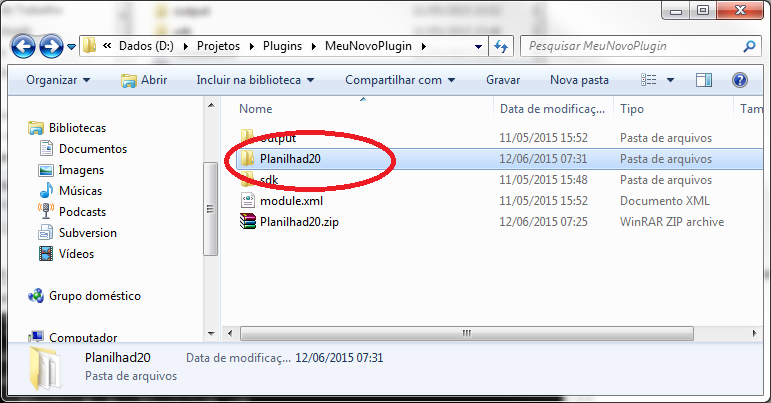 Dados (D:) Projetos Plugins MeuNovoPlugin Pesquisar MeuNovoPlugin
Organizar Abrir Incluir na biblioteca Compartilhar com Gravar Nova pasta
Nome Data de modificaç... Tipo Tam
Bibliotecas
Documentos
Imagens
Músicas
Podcasts
Subversion
Vídeos
Grupo doméstico
Computador
output 11/05/2015 15:52 Pasta de arquivos
Planilhad20 12/06/2015 07:31 Pasta de arquivos
sdk 11/05/2015 15:48 Pasta de arquivos
module.xml 11/05/2015 15:52 Documento XML
Planilhad20.zip 12/06/2015 07:25 WinRAR ZIP archive
Planilhad20 Data de modificaç... 12/06/2015 07:31
Pasta de arquivos